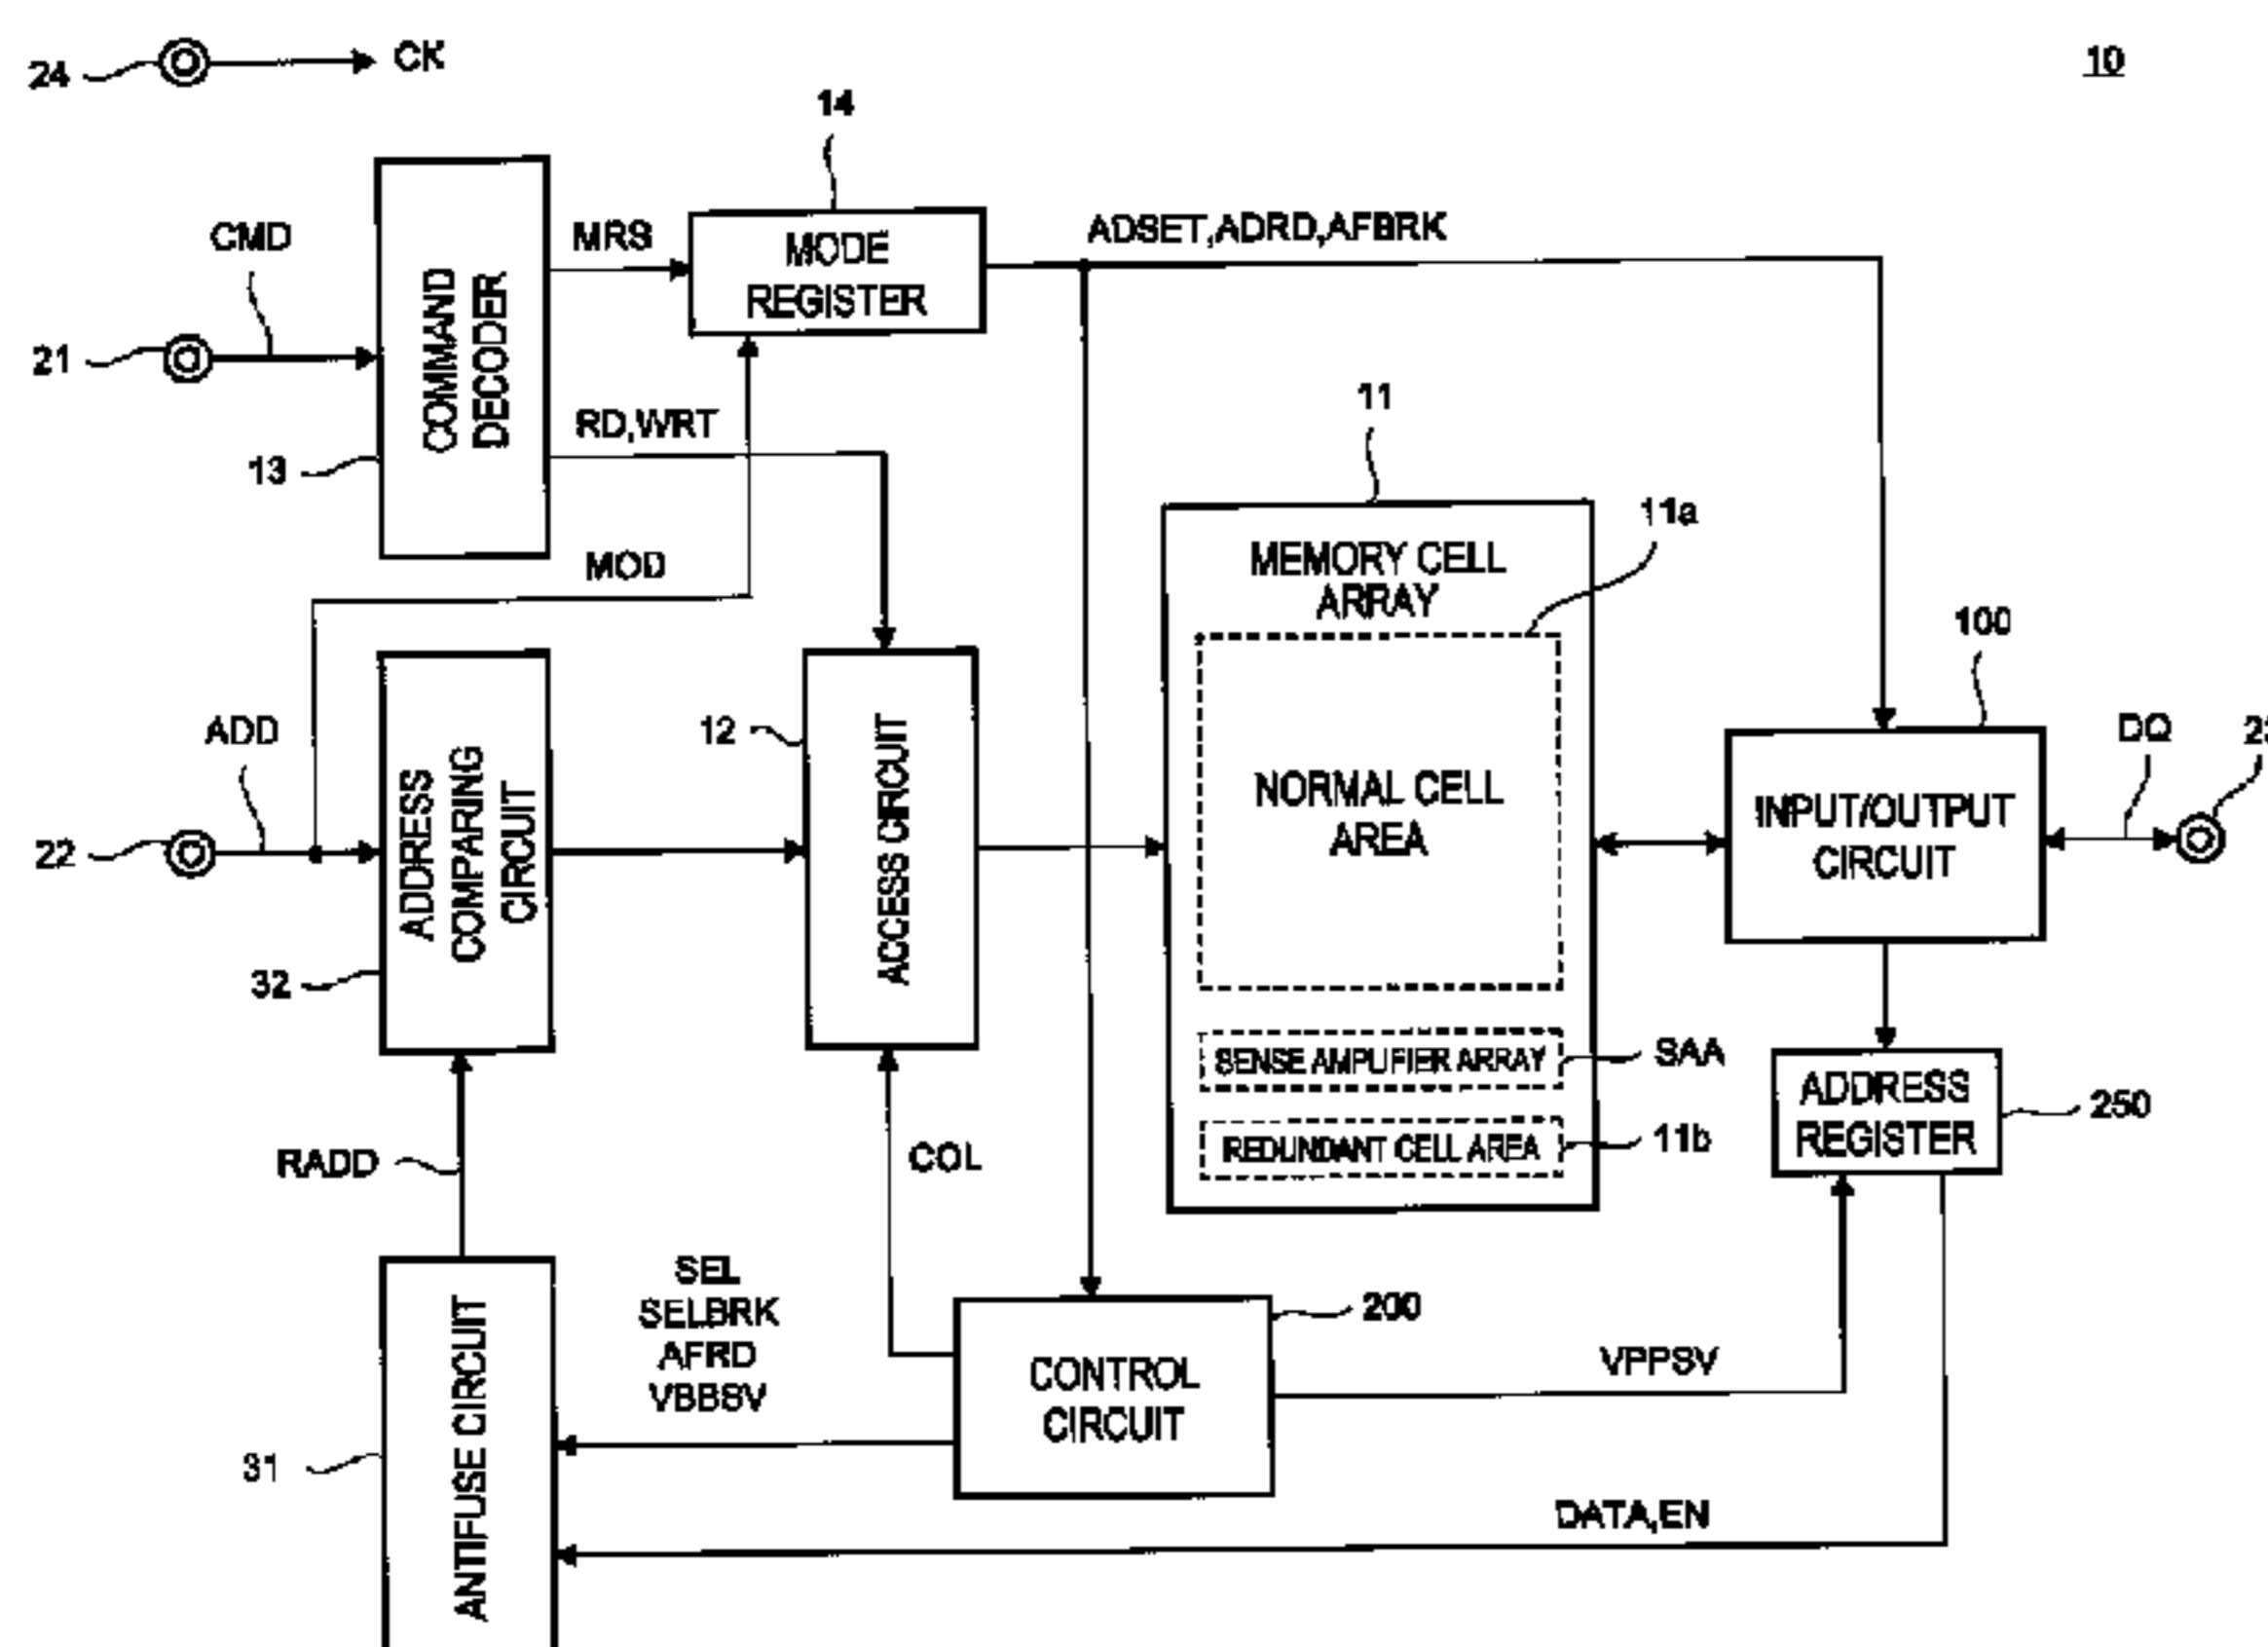 24
CK
10
14
CMD
MRS
MODE
REGISTER
ADSET,ADRD,AFBRK
21
COMMAND
DECODER
13
RD,WRT
11
11a
MOD
MEMORY CELL
ARRAY
100
ADD
12
DQ
22
ADDRESS
COMPARING
CIRCUIT
ACCESS CIRCUIT
NORMAL CELL
AREA
INPUT/OUTPUT
CIRCUIT
32
SENSE AMPLIFIER ARRAY
SAA
ADDRESS
REGISTER
250
RADD
COL
REDUNDANT CELL AREA
11b
SEL
SELBRK
AFRD
VBBSV
200
CONTROL
CIRCUIT
VPPSV
31
ANTIFUSE CIRCUIT
DATA,EN